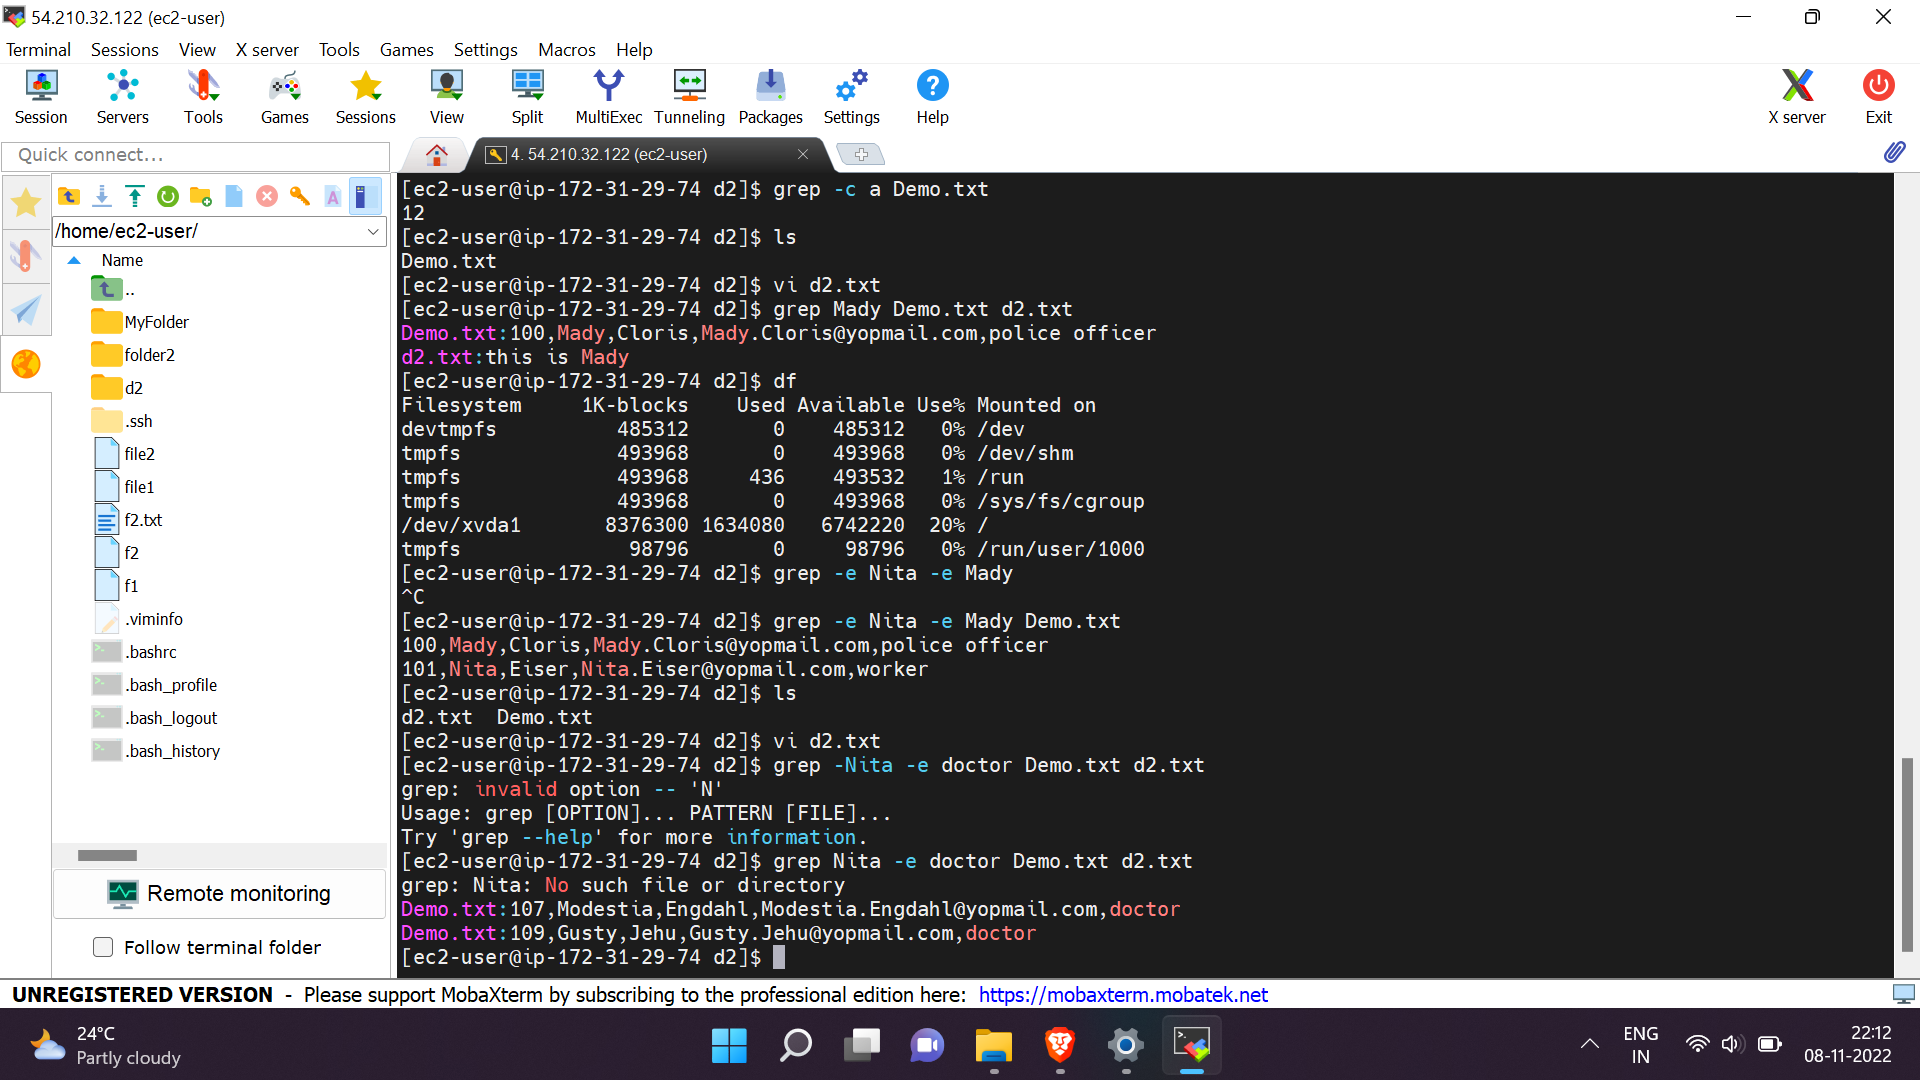 54.210.32.122 (ec2-user)
Terminal Sessions View X server Tools Games Settings Macros Help
Session Servers Tools Games Sessions View Split MultiExec Tunneling Packages Settings Help X server Exit
Quick connect...
4. 54.210.32.122 (ec2-user)
/home/ec2-user/
Name
..
MyFolder
folder2
d2
.ssh
file2
file1
f2.txt
f2
f1
.viminfo
.bashrc
.bash_profile
.bash_logout
.bash_history
Remote monitoring
Follow terminal folder
[ec2-user@ip-172-31-29-74 d2]$ grep -c a Demo.txt
12
[ec2-user@ip-172-31-29-74 d2]$ ls
Demo.txt
[ec2-user@ip-172-31-29-74 d2]$ vi d2.txt
[ec2-user@ip-172-31-29-74 d2]$ grep Mady Demo.txt d2.txt
Demo.txt:100,Mady,Cloris,Mady.Cloris@yopmail.com,police officer
d2.txt:this is Mady
[ec2-user@ip-172-31-29-74 d2]$ df
Filesystem     1K-blocks    Used Available Use% Mounted on
devtmpfs          485312       0    485312   0% /dev
tmpfs             493968       0    493968   0% /dev/shm
tmpfs             493968     436    493532   1% /run
tmpfs             493968       0    493968   0% /sys/fs/cgroup
/dev/xvda1       8376300 1634080   6742220  20% /
tmpfs              98796       0     98796   0% /run/user/1000
[ec2-user@ip-172-31-29-74 d2]$ grep -e Nita -e Mady
^C
[ec2-user@ip-172-31-29-74 d2]$ grep -e Nita -e Mady Demo.txt
100,Mady,Cloris,Mady.Cloris@yopmail.com,police officer
101,Nita,Eiser,Nita.Eiser@yopmail.com,worker
[ec2-user@ip-172-31-29-74 d2]$ ls
d2.txt  Demo.txt
[ec2-user@ip-172-31-29-74 d2]$ vi d2.txt
[ec2-user@ip-172-31-29-74 d2]$ grep -Nita -e doctor Demo.txt d2.txt
grep: invalid option -- 'N'
Usage: grep [OPTION]... PATTERN [FILE]...
Try 'grep --help' for more information.
[ec2-user@ip-172-31-29-74 d2]$ grep Nita -e doctor Demo.txt d2.txt
grep: Nita: No such file or directory
Demo.txt:107,Modestia,Engdahl,Modestia.Engdahl@yopmail.com,doctor
Demo.txt:109,Gusty,Jehu,Gusty.Jehu@yopmail.com,doctor
[ec2-user@ip-172-31-29-74 d2]$
UNREGISTERED VERSION - Please support MobaXterm by subscribing to the professional edition here: https://mobaxterm.mobatek.net
24°C
Partly cloudy
ENG
IN
22:12
08-11-2022